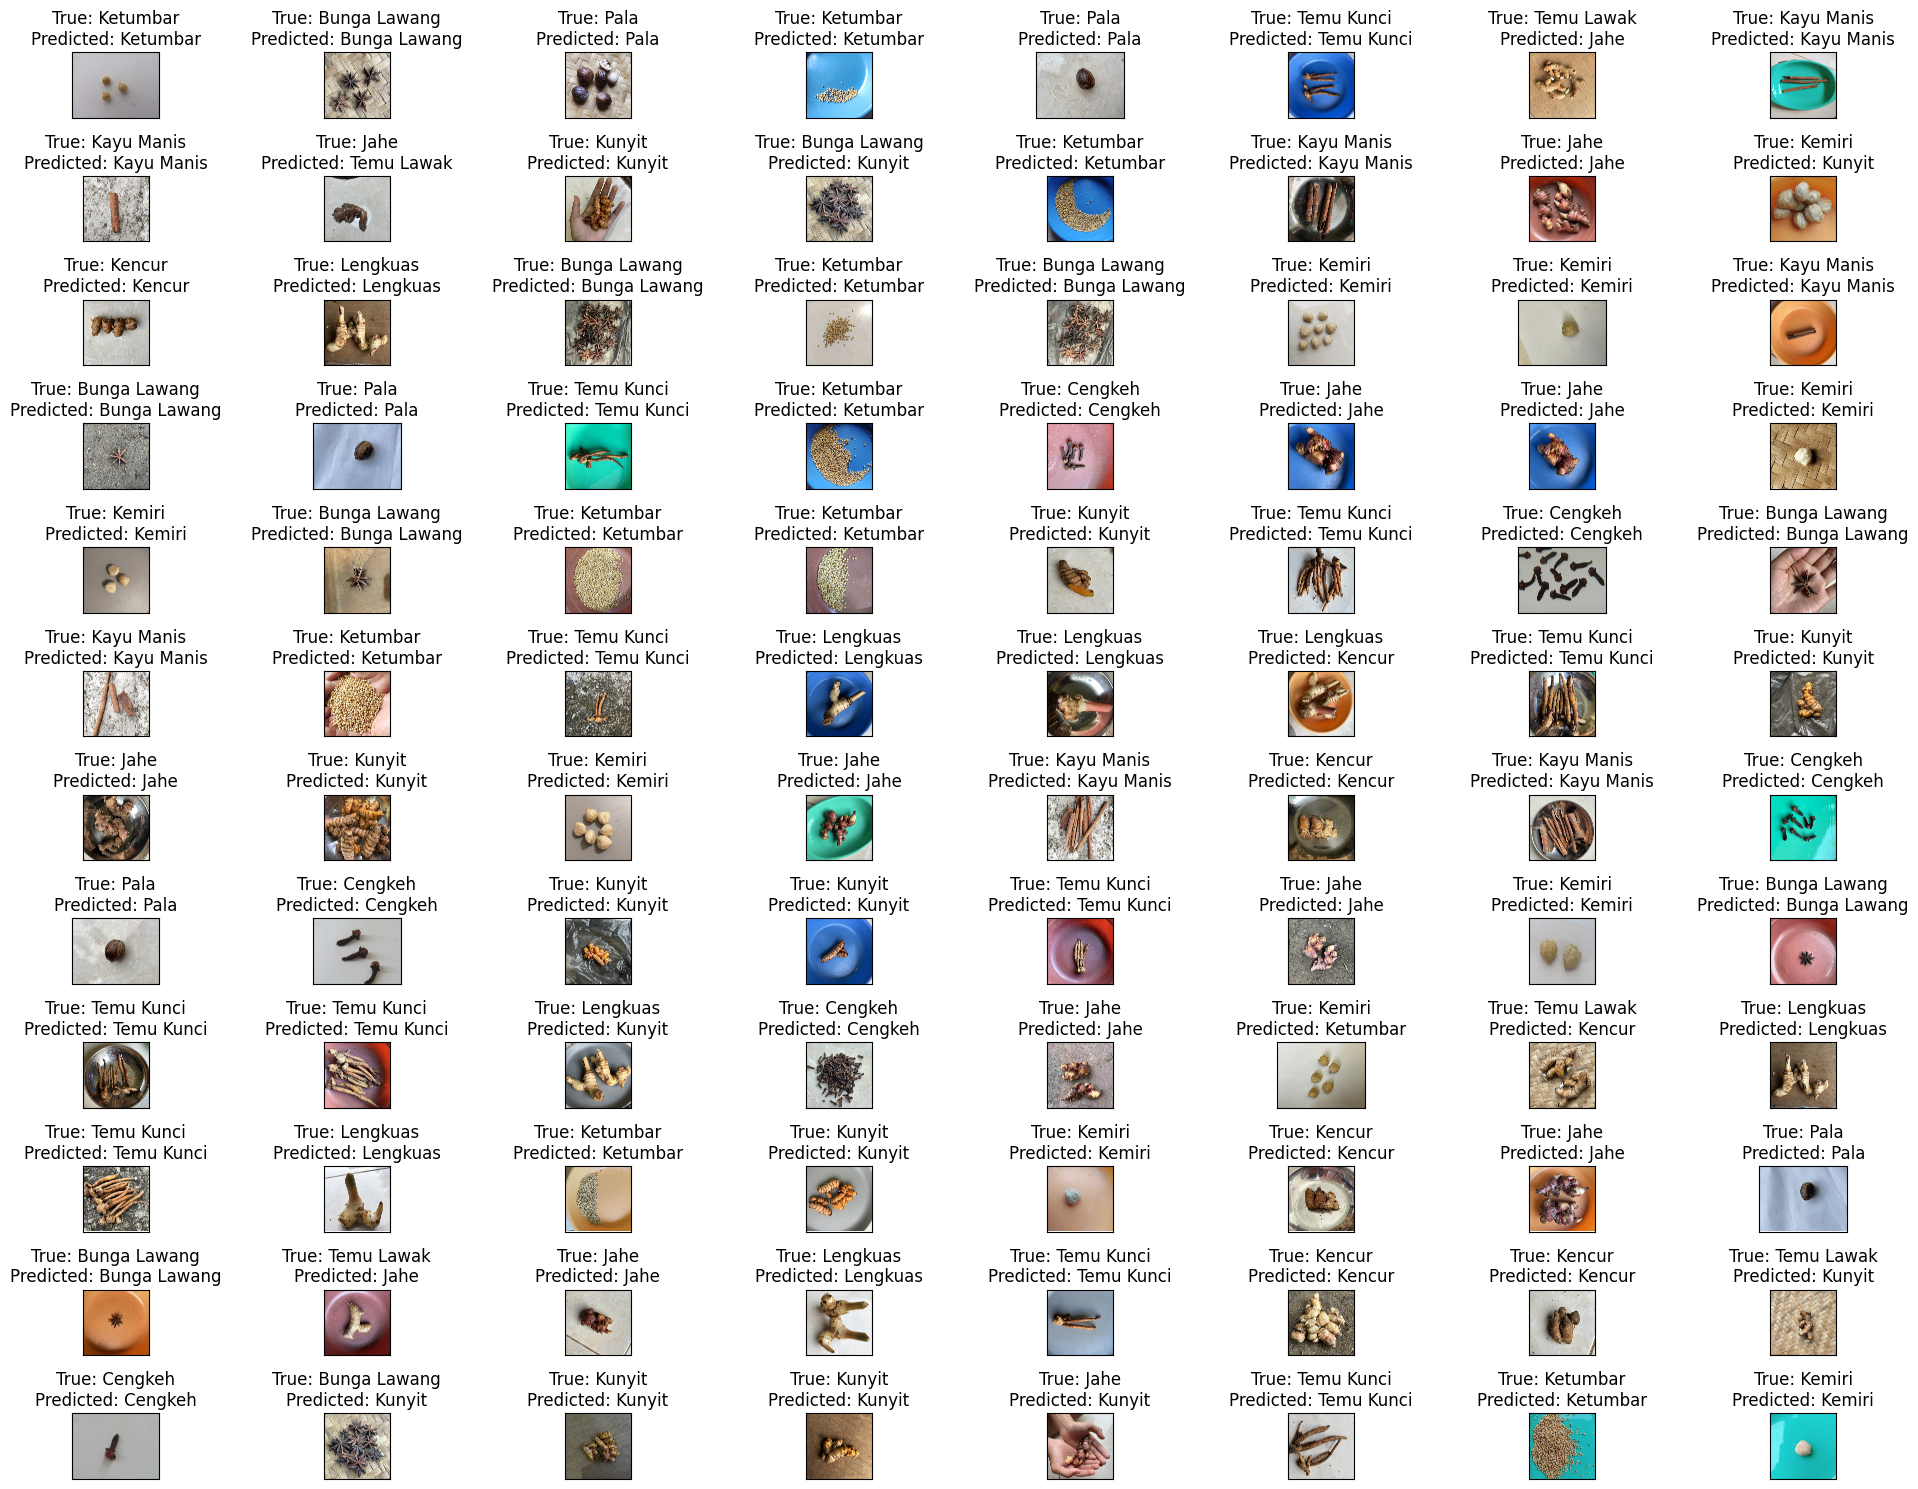 True: Ketumbar
Predicted: Ketumbar
True: Bunga Lawang
Predicted: Bunga Lawang
True: Pala
Predicted: Pala
True: Ketumbar
Predicted: Ketumbar
True: Pala
Predicted: Pala
True: Temu Kunci
Predicted: Temu Kunci
True: Temu Lawak
Predicted: Jahe
True: Kayu Manis
Predicted: Kayu Manis
True: Kayu Manis
Predicted: Kayu Manis
True: Jahe
Predicted: Temu Lawak
True: Kunyit
Predicted: Kunyit
True: Bunga Lawang
Predicted: Kunyit
True: Ketumbar
Predicted: Ketumbar
True: Kayu Manis
Predicted: Kayu Manis
True: Jahe
Predicted: Jahe
True: Kemiri
Predicted: Kunyit
True: Kencur
Predicted: Kencur
True: Lengkuas
Predicted: Lengkuas
True: Bunga Lawang
Predicted: Bunga Lawang
True: Ketumbar
Predicted: Ketumbar
True: Bunga Lawang
Predicted: Bunga Lawang
True: Kemiri
Predicted: Kemiri
True: Kemiri
Predicted: Kemiri
True: Kayu Manis
Predicted: Kayu Manis
True: Bunga Lawang
Predicted: Bunga Lawang
True: Pala
Predicted: Pala
True: Temu Kunci
Predicted: Temu Kunci
True: Ketumbar
Predicted: Ketumbar
True: Cengkeh
Predicted: Cengkeh
True: Jahe
Predicted: Jahe
True: Jahe
Predicted: Jahe
True: Kemiri
Predicted: Kemiri
True: Kemiri
Predicted: Kemiri
True: Bunga Lawang
Predicted: Bunga Lawang
True: Ketumbar
Predicted: Ketumbar
True: Ketumbar
Predicted: Ketumbar
True: Kunyit
Predicted: Kunyit
True: Temu Kunci
Predicted: Temu Kunci
True: Cengkeh
Predicted: Cengkeh
True: Bunga Lawang
Predicted: Bunga Lawang
True: Kayu Manis
Predicted: Kayu Manis
True: Ketumbar
Predicted: Ketumbar
True: Temu Kunci
Predicted: Temu Kunci
True: Lengkuas
Predicted: Lengkuas
True: Lengkuas
Predicted: Lengkuas
True: Lengkuas
Predicted: Kencur
True: Temu Kunci
Predicted: Temu Kunci
True: Kunyit
Predicted: Kunyit
True: Jahe
Predicted: Jahe
True: Kunyit
Predicted: Kunyit
True: Kemiri
Predicted: Kemiri
True: Jahe
Predicted: Jahe
True: Kayu Manis
Predicted: Kayu Manis
True: Kencur
Predicted: Kencur
True: Kayu Manis
Predicted: Kayu Manis
True: Cengkeh
Predicted: Cengkeh
True: Pala
Predicted: Pala
True: Cengkeh
Predicted: Cengkeh
True: Kunyit
Predicted: Kunyit
True: Kunyit
Predicted: Kunyit
True: Temu Kunci
Predicted: Temu Kunci
True: Jahe
Predicted: Jahe
True: Kemiri
Predicted: Kemiri
True: Bunga Lawang
Predicted: Bunga Lawang
True: Temu Kunci
Predicted: Temu Kunci
True: Temu Kunci
Predicted: Temu Kunci
True: Lengkuas
Predicted: Kunyit
True: Cengkeh
Predicted: Cengkeh
True: Jahe
Predicted: Jahe
True: Kemiri
Predicted: Ketumbar
True: Temu Lawak
Predicted: Kencur
True: Lengkuas
Predicted: Lengkuas
True: Temu Kunci
Predicted: Temu Kunci
True: Lengkuas
Predicted: Lengkuas
True: Ketumbar
Predicted: Ketumbar
True: Kunyit
Predicted: Kunyit
True: Kemiri
Predicted: Kemiri
True: Kencur
Predicted: Kencur
True: Jahe
Predicted: Jahe
True: Pala
Predicted: Pala
True: Bunga Lawang
Predicted: Bunga Lawang
True: Temu Lawak
Predicted: Jahe
True: Jahe
Predicted: Jahe
True: Lengkuas
Predicted: Lengkuas
True: Temu Kunci
Predicted: Temu Kunci
True: Kencur
Predicted: Kencur
True: Kencur
Predicted: Kencur
True: Temu Lawak
Predicted: Kunyit
True: Cengkeh
Predicted: Cengkeh
True: Bunga Lawang
Predicted: Kunyit
True: Kunyit
Predicted: Kunyit
True: Kunyit
Predicted: Kunyit
True: Jahe
Predicted: Kunyit
True: Temu Kunci
Predicted: Temu Kunci
True: Ketumbar
Predicted: Ketumbar
True: Kemiri
Predicted: Kemiri